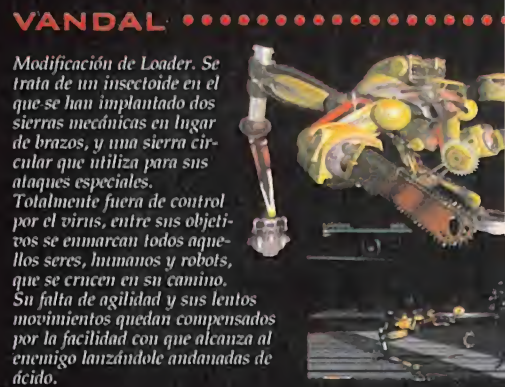 VANDAL
Modificación de Loader. Se
trata de un insectoide en el
que se han implantado dos
sierras mecánicas en lugar
de brazos, y una sierra cir-
cular que utiliza para sus
ataques especiales.
Totalmente fuera de control
por el virus, entre sus objeti-
vos se enmarcan todos aque-
llos seres, humanos y robots,
que se crucen en su camino.
Su falta de agilidad y sus lentos
movimientos quedan compensados
por la facilidad con que alcanza al
enemigo lanzándole andanadas de
ácido.